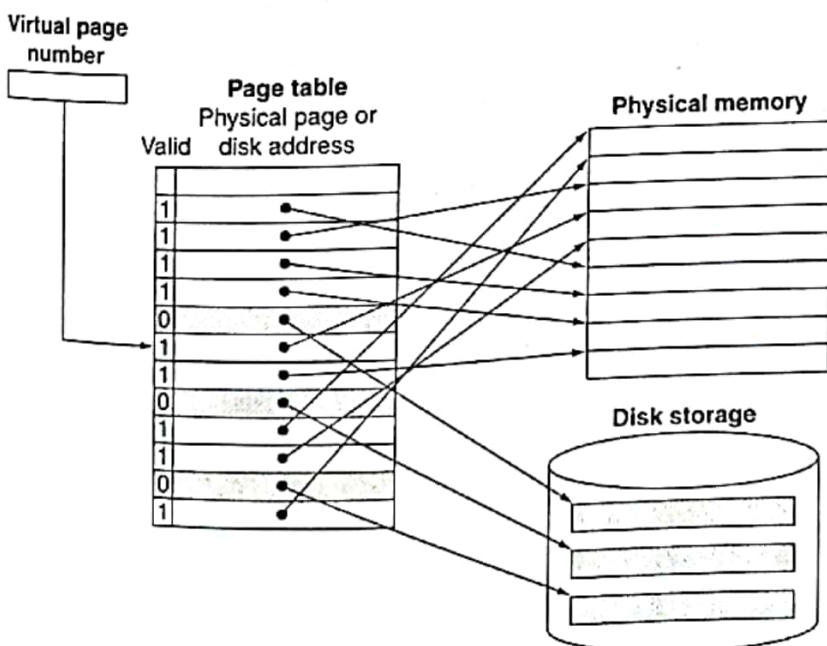 Virtual page
number
Page table
Physical page or
disk address
Valid
Physical memory
1
1
1
1
0
1
1
0
1
1
0
1
Disk storage